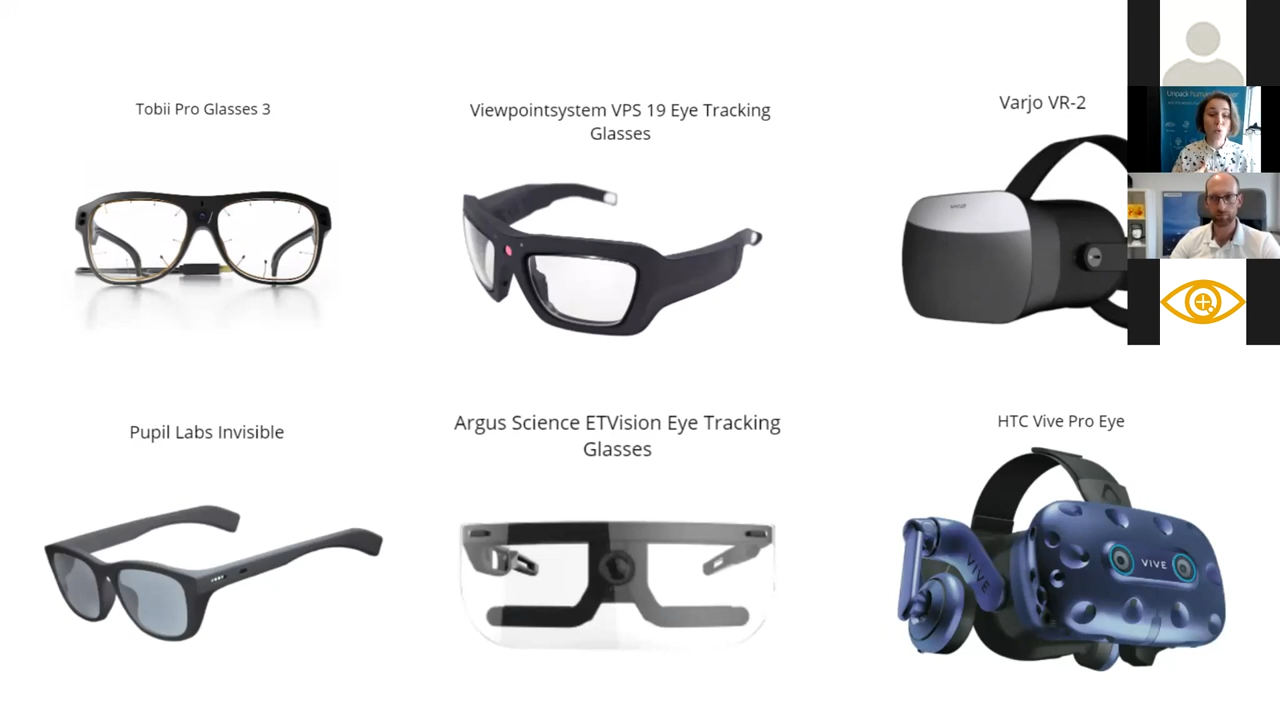 Tobii Pro Glasses 3
Viewpointsystem VPS 19 Eye Tracking
Glasses
Varjo VR-2
Pupil Labs Invisible
Argus Science ETVision Eye Tracking
Glasses
HTC Vive Pro Eye
VIVE
VIVE